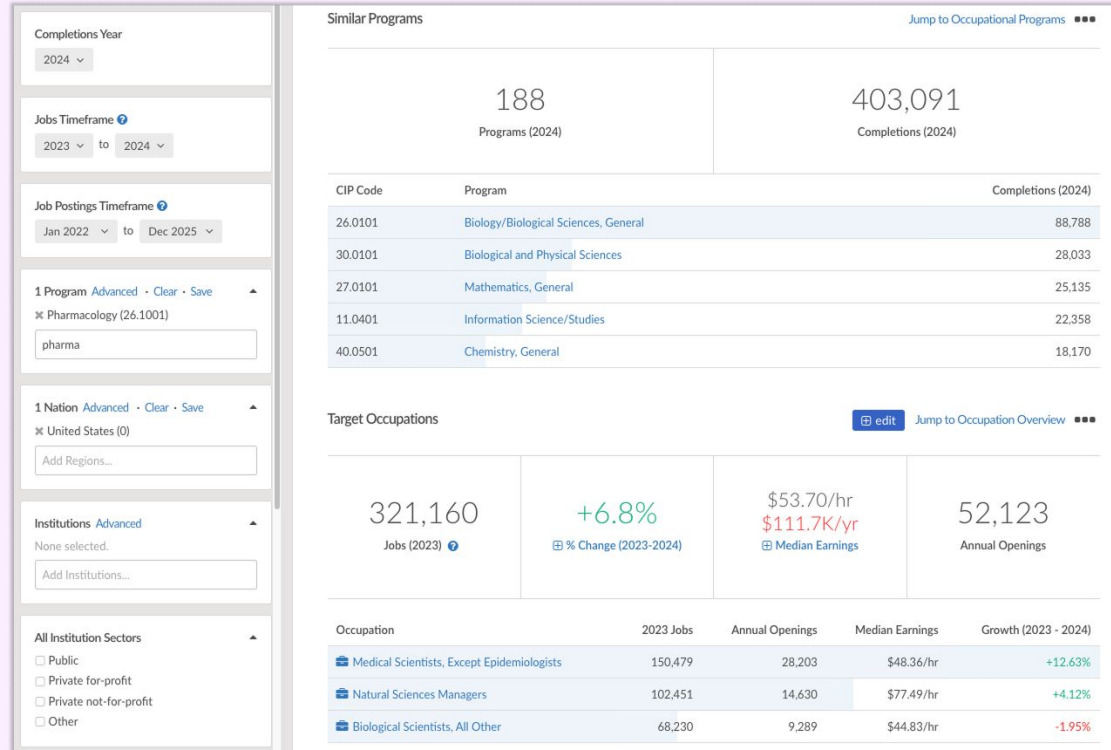 Completions Year
2024
Jobs Timeframe
2023 to 2024
Job Postings Timeframe
Jan 2022 to Dec 2025
1 Program Advanced · Clear · Save
Pharmacology (26.1001)
pharma
1 Nation Advanced · Clear · Save
United States (0)
Add Regions...
Institutions Advanced
None selected.
Add Institutions...
All Institution Sectors
Public
Private for-profit
Private not-for-profit
Other
Similar Programs Jump to Occupational Programs
188 403,091
Programs (2024) Completions (2024)
CIP Code Program Completions (2024)
26.0101 Biology/Biological Sciences, General 88,788
30.0101 Biological and Physical Sciences 28,033
27.0101 Mathematics, General 25,135
11.0401 Information Science/Studies 22,358
40.0501 Chemistry, General 18,170
Target Occupations edit Jump to Occupation Overview
321,160
Jobs (2023)
+6.8%
% Change (2023-2024)
$53.70/hr
$111.7K/yr
Median Earnings
52,123
Annual Openings
Occupation 2023 Jobs Annual Openings Median Earnings Growth (2023 - 2024)
Medical Scientists, Except Epidemiologists 150,479 28,203 $48.36/hr +12.63%
Natural Sciences Managers 102,451 14,630 $77.49/hr +4.12%
Biological Scientists, All Other 68,230 9,289 $44.83/hr -1.95%